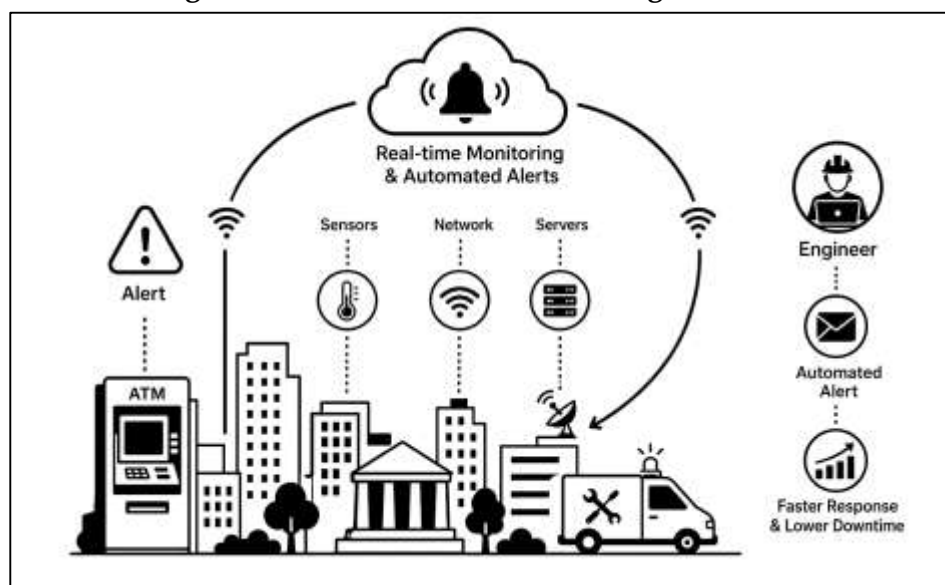 Real-time Monitoring
& Automated Alerts
Sensors
Network
Servers
Alert
ATM
Engineer
Automated
Alert
Faster Response
& Lower Downtime